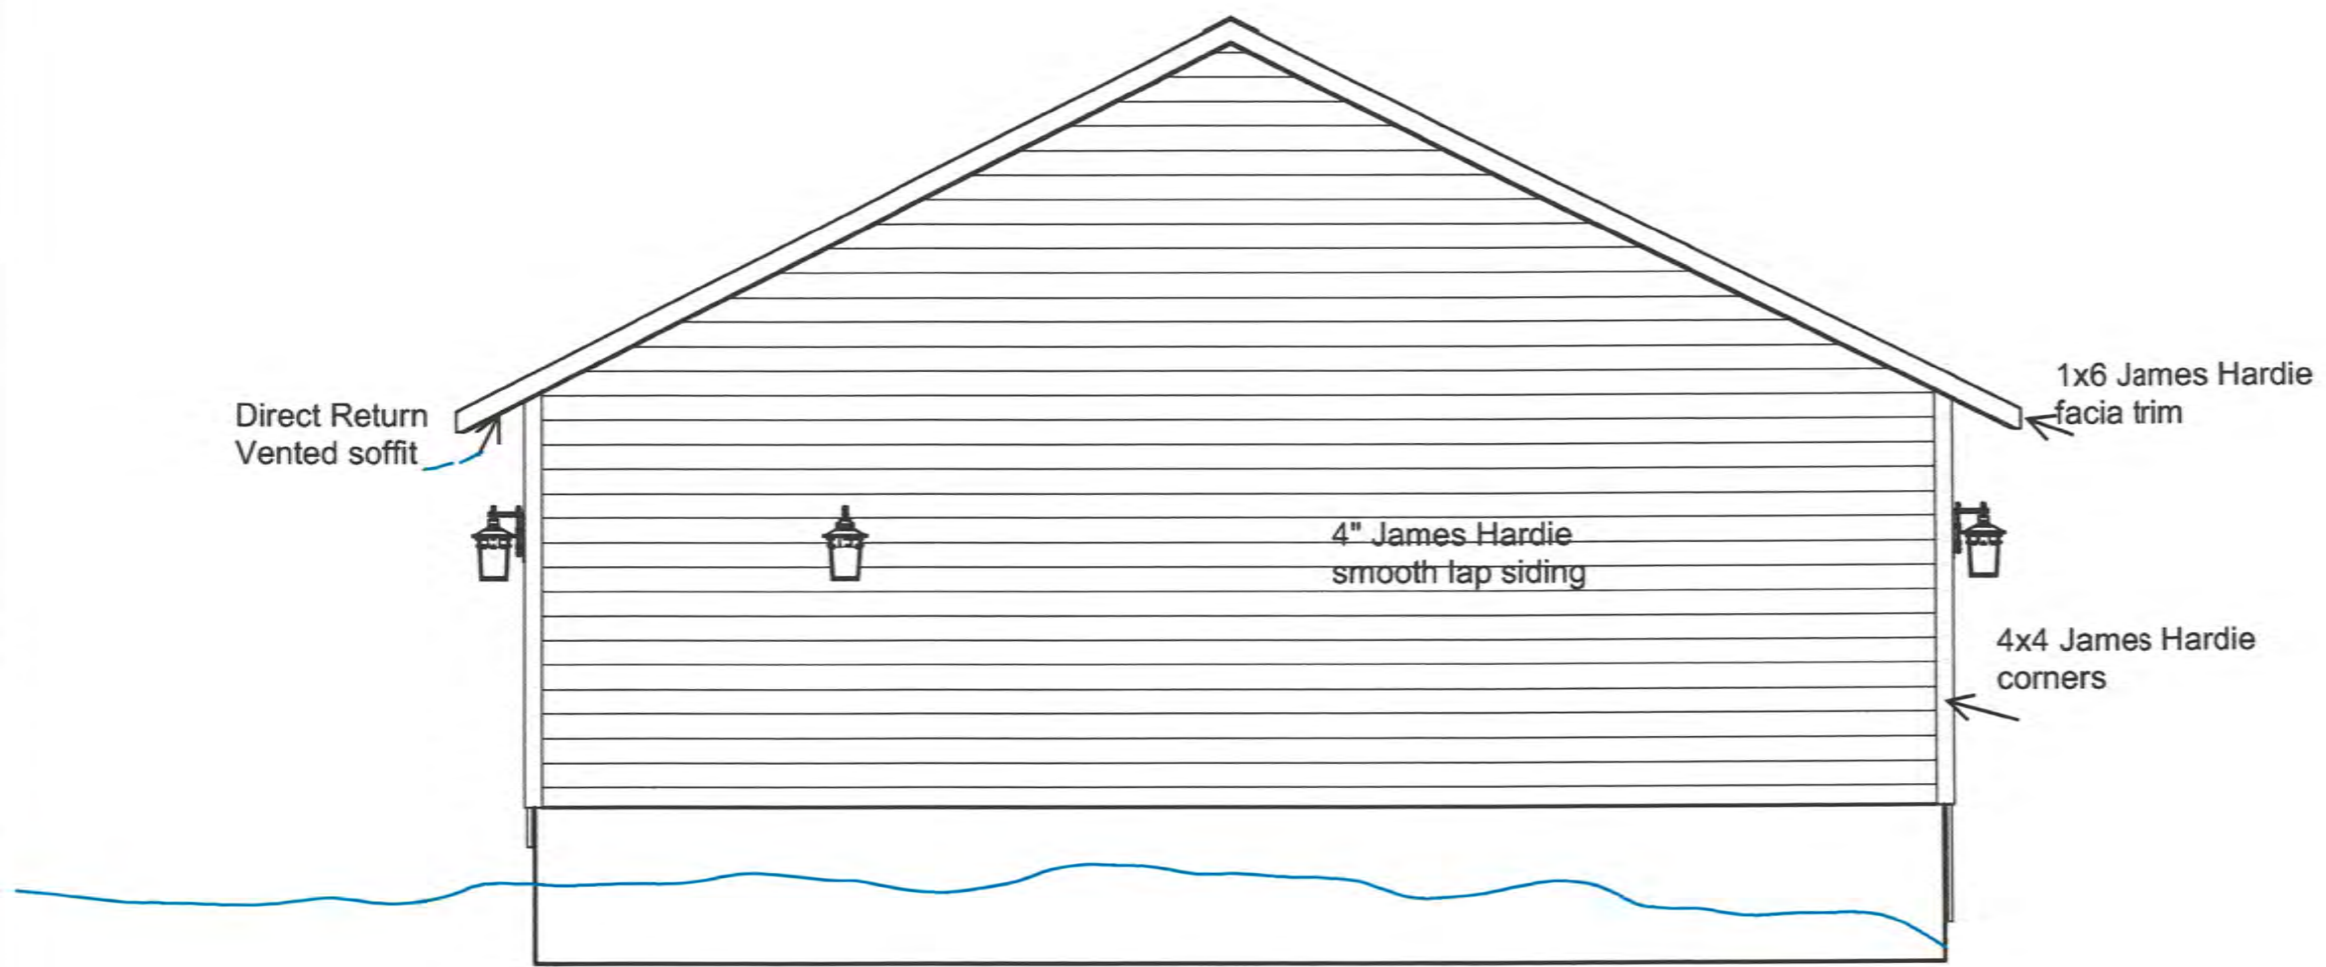 Direct Return
Vented soffit
1x6 James Hardie
facia trim
4" James Hardie
smooth lap siding
4x4 James Hardie
corners